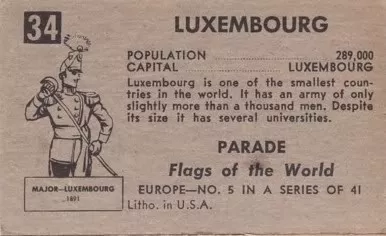 34
LUXEMBOURG
POPULATION 289,000
CAPITAL LUXEMBOURG
Luxembourg is one of the smallest coun-
tries in the world. It has an army of only
slightly more than a thousand men. Despite
its size it has several universities.
PARADE
Flags of the World
EUROPE—NO. 5 IN A SERIES OF 41
Litho. in U.S.A.
MAJOR—LUXEMBOURG
1891